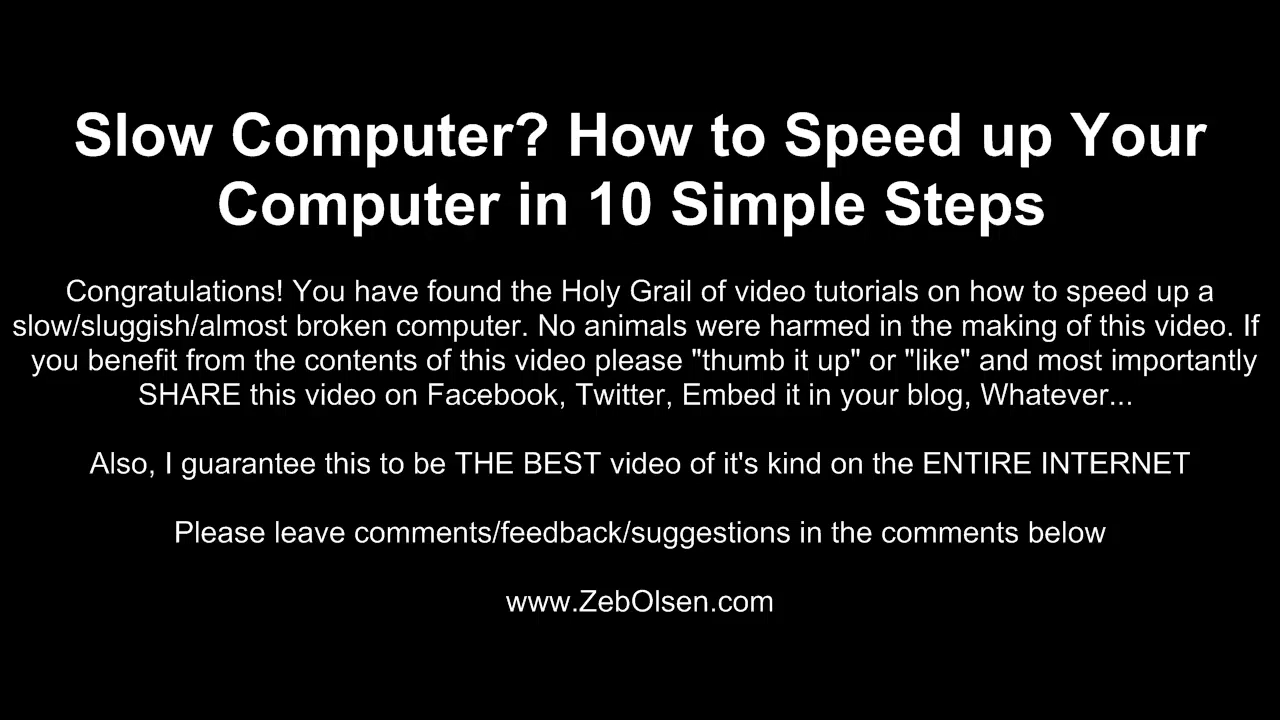 Slow Computer? How to Speed up Your
Computer in 10 Simple Steps
Congratulations! You have found the Holy Grail of video tutorials on how to speed up a
slow/sluggish/almost broken computer. No animals were harmed in the making of this video. If
you benefit from the contents of this video please "thumb it up" or "like" and most importantly
SHARE this video on Facebook, Twitter, Embed it in your blog, Whatever...
Also, I guarantee this to be THE BEST video of it's kind on the ENTIRE INTERNET
Please leave comments/feedback/suggestions in the comments below
www.ZebOlsen.com